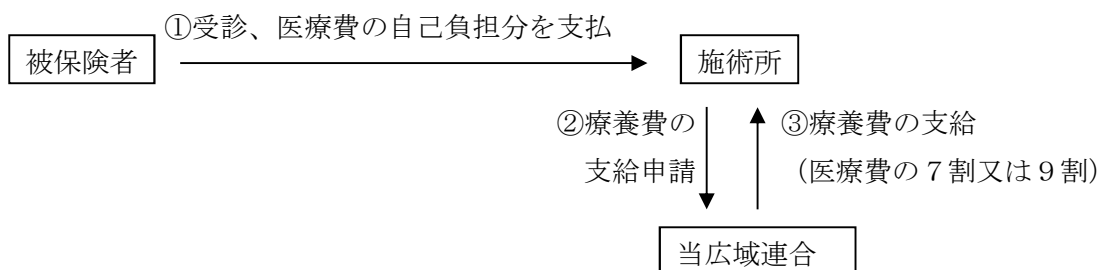 ①受診、医療費の自己負担分を支払
被保険者
施術所
②療養費の
支給申請
③療養費の支給
（医療費の７割又は９割）
当広域連合